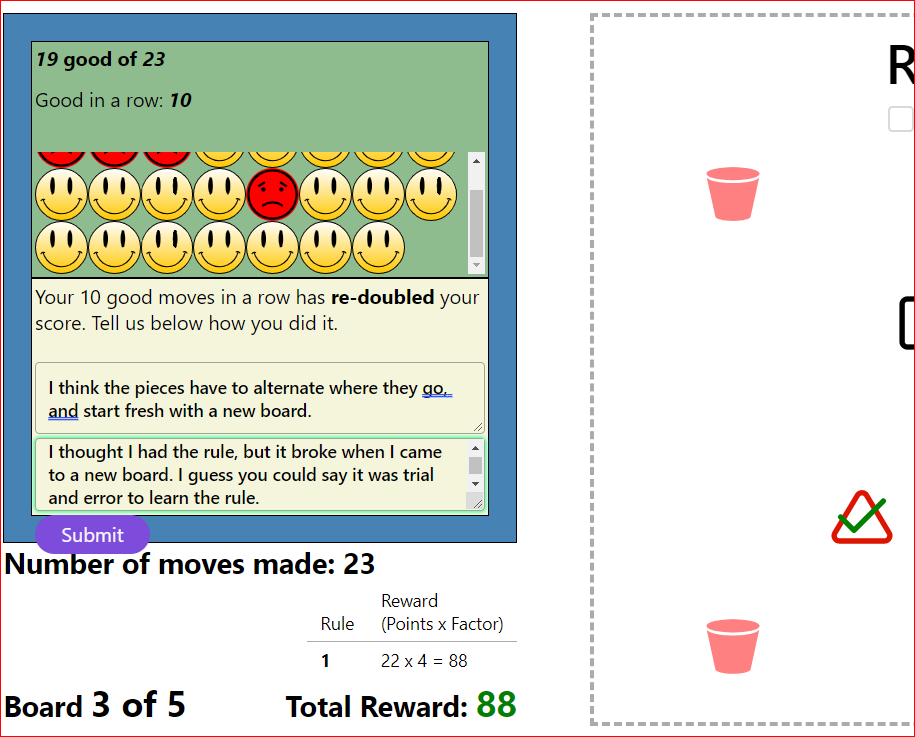 19 good of 23
Good in a row: 10
Your 10 good moves in a row has re-doubled your
score. Tell us below how you did it.
I think the pieces have to alternate where they go,
and start fresh with a new board.
I thought I had the rule, but it broke when I came
to a new board. I guess you could say it was trial
and error to learn the rule.
Submit
Number of moves made: 23
Rule
Reward
(Points x Factor)
1
22 x 4 = 88
Board 3 of 5
Total Reward: 88
R